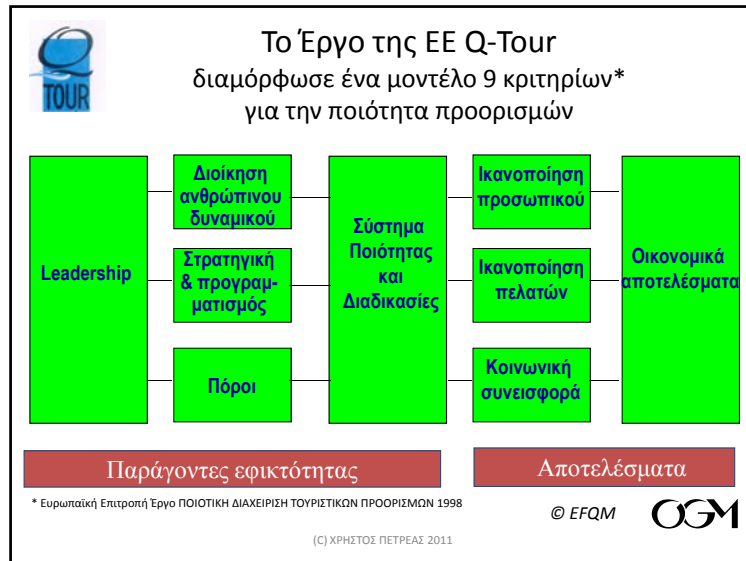 Q
TOUR
Το Έργο της ΕΕ Q-Tour
διαμόρφωσε ένα μοντέλο 9 κριτηρίων*
για την ποιότητα προορισμών
Leadership
Διοίκηση
ανθρώπινου
δυναμικού
Στρατηγική
& προγραμ-
ματισμός
Πόροι
Σύστημα
Ποιότητας
και
Διαδικασίες
Ικανοποίηση
προσωπικού
Ικανοποίηση
πελατών
Κοινωνική
συνεισφορά
Οικονομικά
αποτελέσματα
Παράγοντες εφικτότητας
Αποτελέσματα
* Ευρωπαϊκή Επιτροπή Έργο ΠΟΙΟΤΙΚΗ ΔΙΑΧΕΙΡΙΣΗ ΤΟΥΡΙΣΤΙΚΩΝ ΠΡΟΟΡΙΣΜΩΝ 1998
© EFQM
OGM
(C) ΧΡΗΣΤΟΣ ΠΕΤΡΕΑΣ 2011